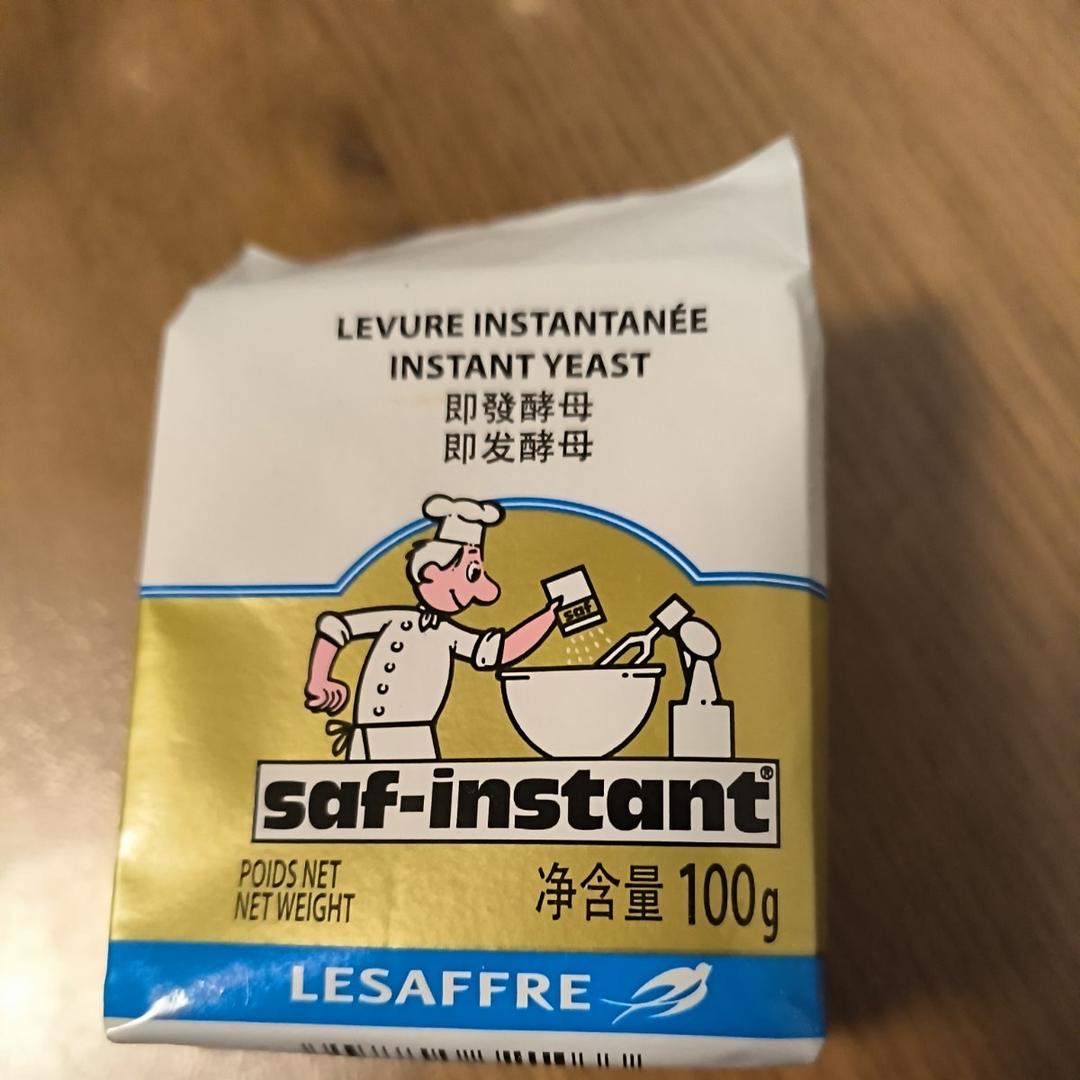 LEVURE INSTANTANÉE
INSTANT YEAST
即發酵母
即发酵母
saf
saf-instant®
POIDS NET
NET WEIGHT
净含量 100g
LESAFFRE